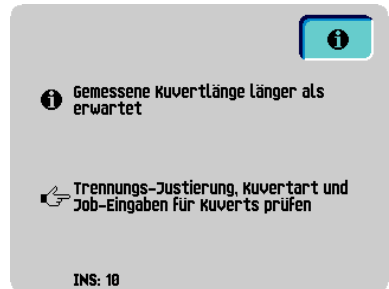 Gemessene Kuvertlänge länger als
erwartet
Trennungs-Justierung, Kuvertart und
Job-Eingaben für Kuverts prüfen
INS: 10